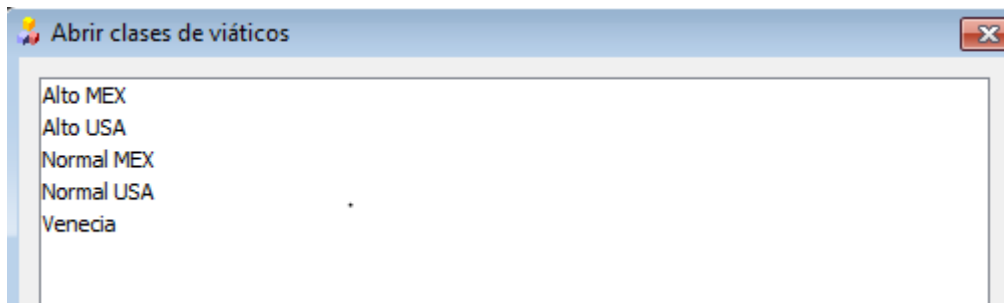 Abrir clases de viáticos
Alto MEX
Alto USA
Normal MEX
Normal USA
Venecia